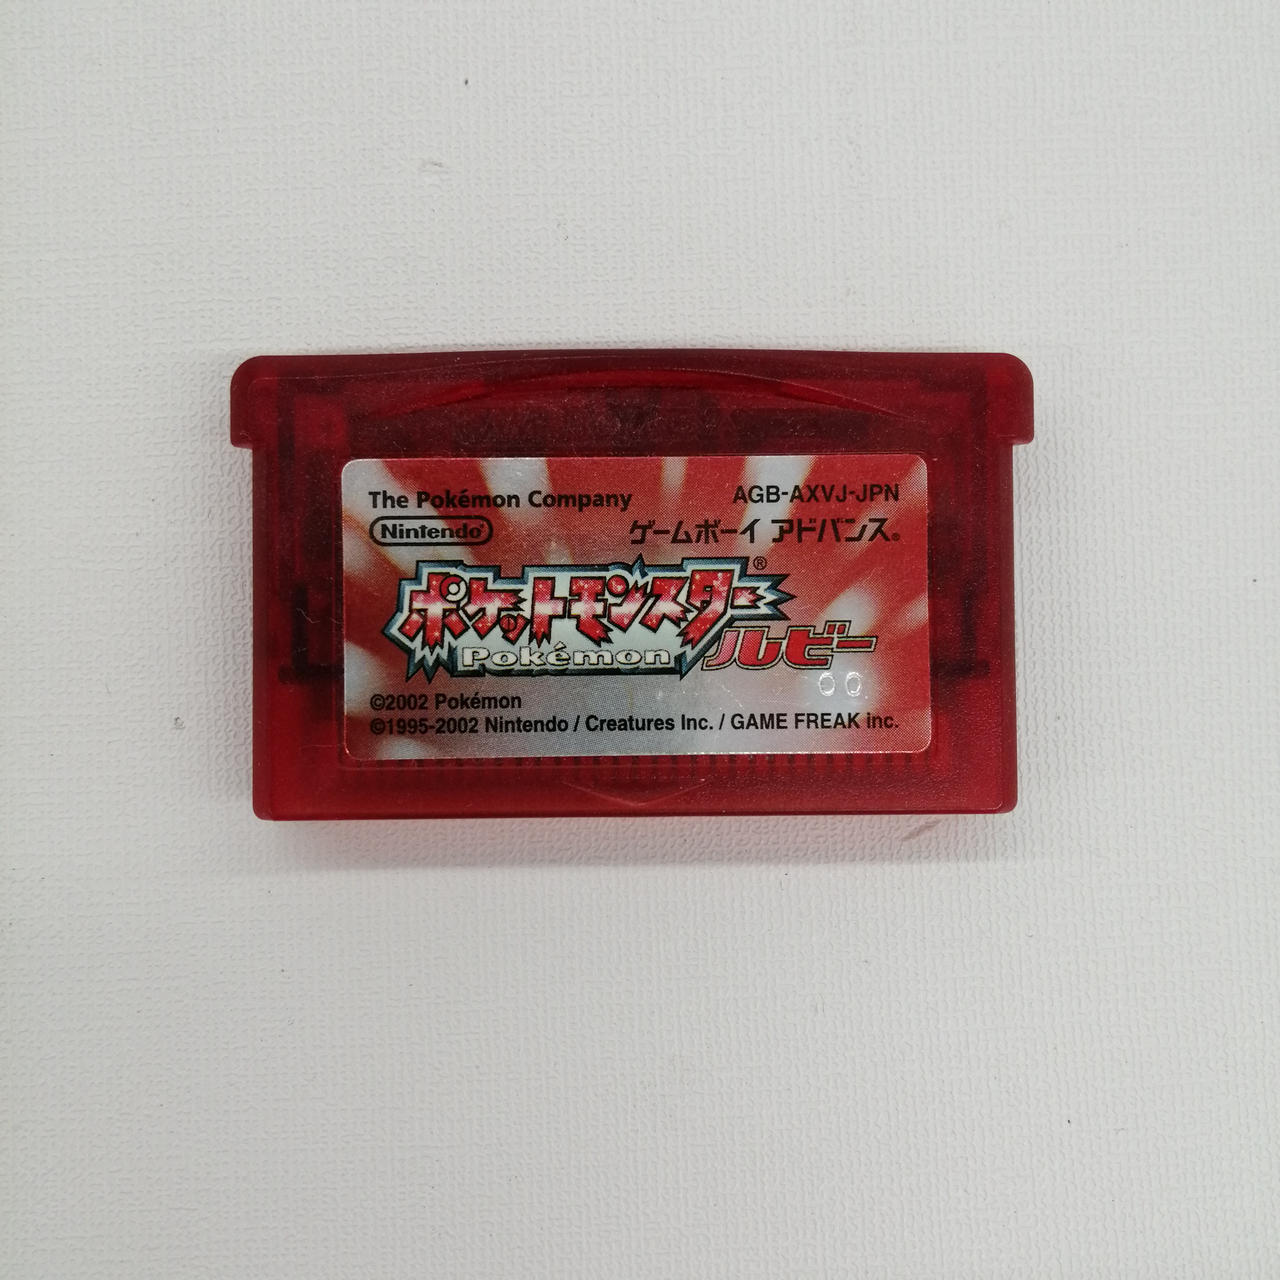 The Pokémon Company
AGB-AXVJ-JPN
Nintendo®
ゲームボーイ アドバンス®
ポケットモンスター®
Pokémon
ルビー
00
©2002 Pokémon
©1995-2002 Nintendo / Creatures Inc. / GAME FREAK inc.